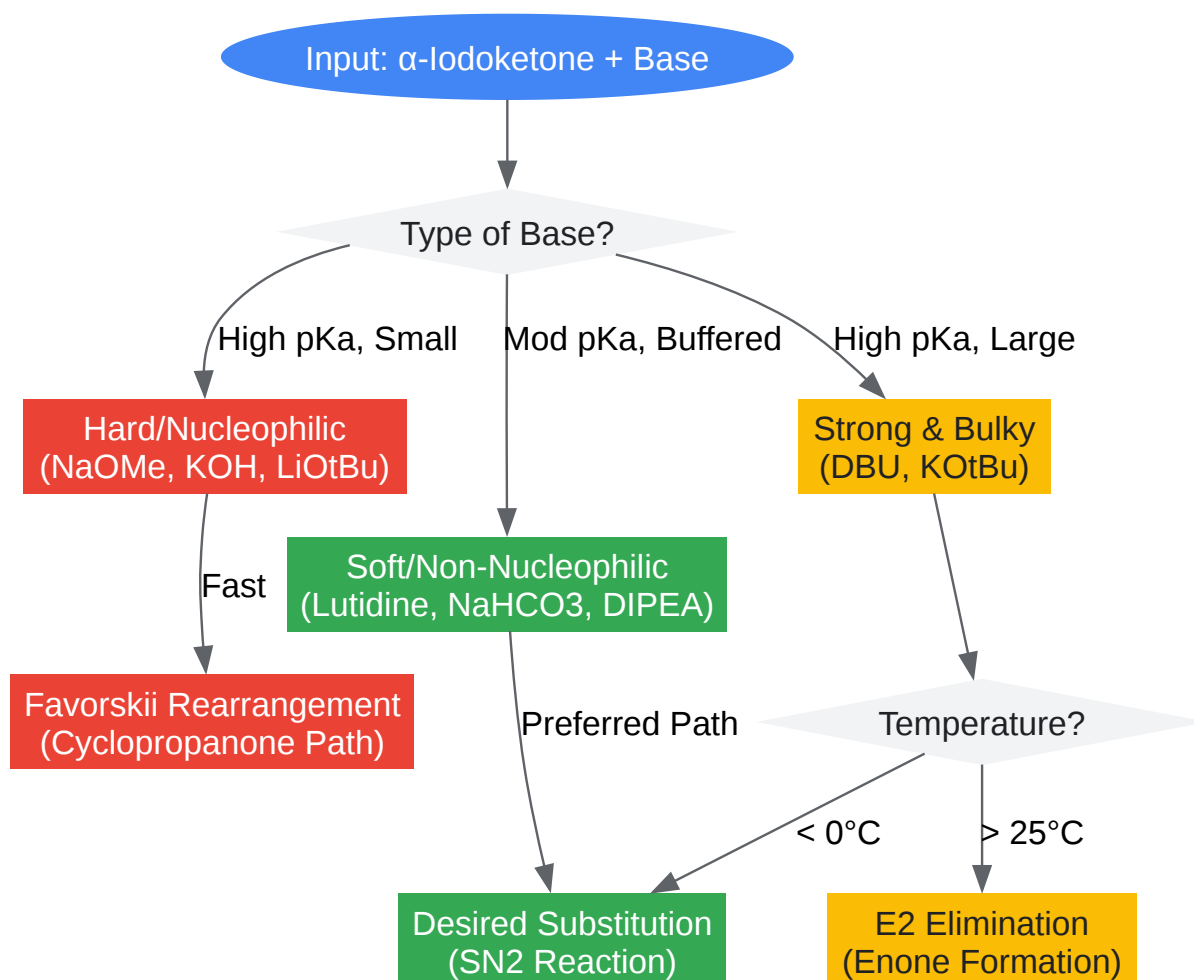 Input: α-Iodoketone + Base
Type of Base?
High pKa, Small
Mod pKa, Buffered
High pKa, Large
Hard/Nucleophilic
(NaOMe, KOH, LiOtBu)
Strong & Bulky
(DBU, KOtBu)
Fast
Soft/Non-Nucleophilic
(Lutidine, NaHCO3, DIPEA)
Favorskii Rearrangement
(Cyclopropanone Path)
Preferred Path
Temperature?
< 0°C
> 25°C
Desired Substitution
(SN2 Reaction)
E2 Elimination
(Enone Formation)